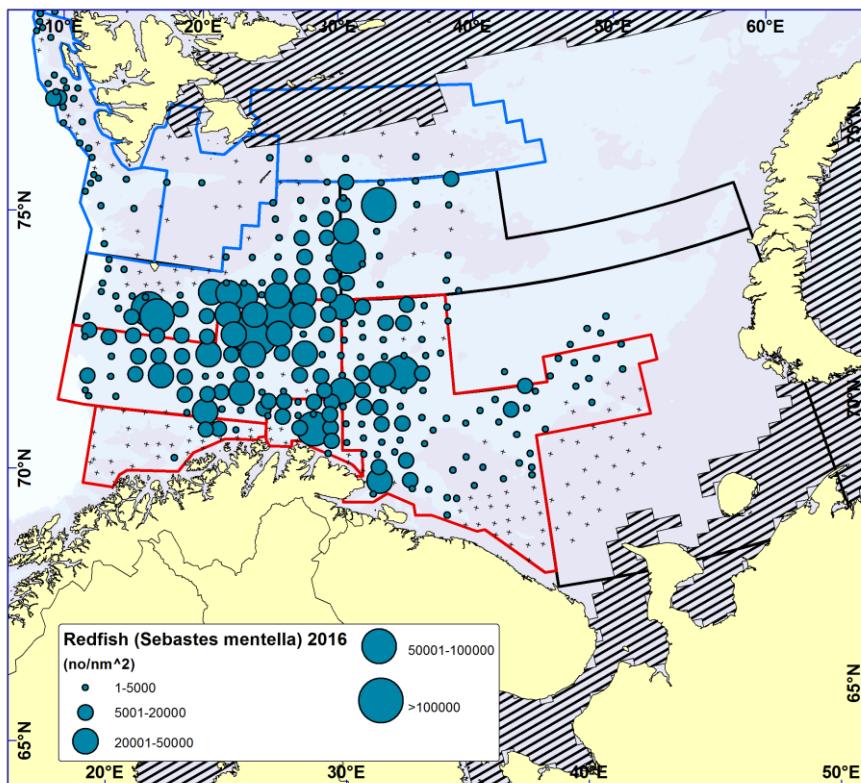 10°E 20°E 30°E 40°E 50°E 60°E
75°N
75°N
70°N
70°N
Redfish (Sebastes mentella) 2016
(no/nm^2)
1-5000
5001-20000
20001-50000
50001-100000
>100000
65°N
65°N
20°E 30°E 40°E 50°E